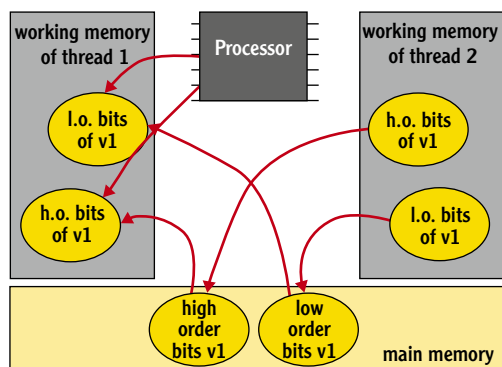 working memory
of thread 1
Processor
working memory
of thread 2
l.o. bits
of v1
h.o. bits
of v1
h.o. bits
of v1
l.o. bits
of v1
high
order
bits v1
low
order
bits v1
main memory